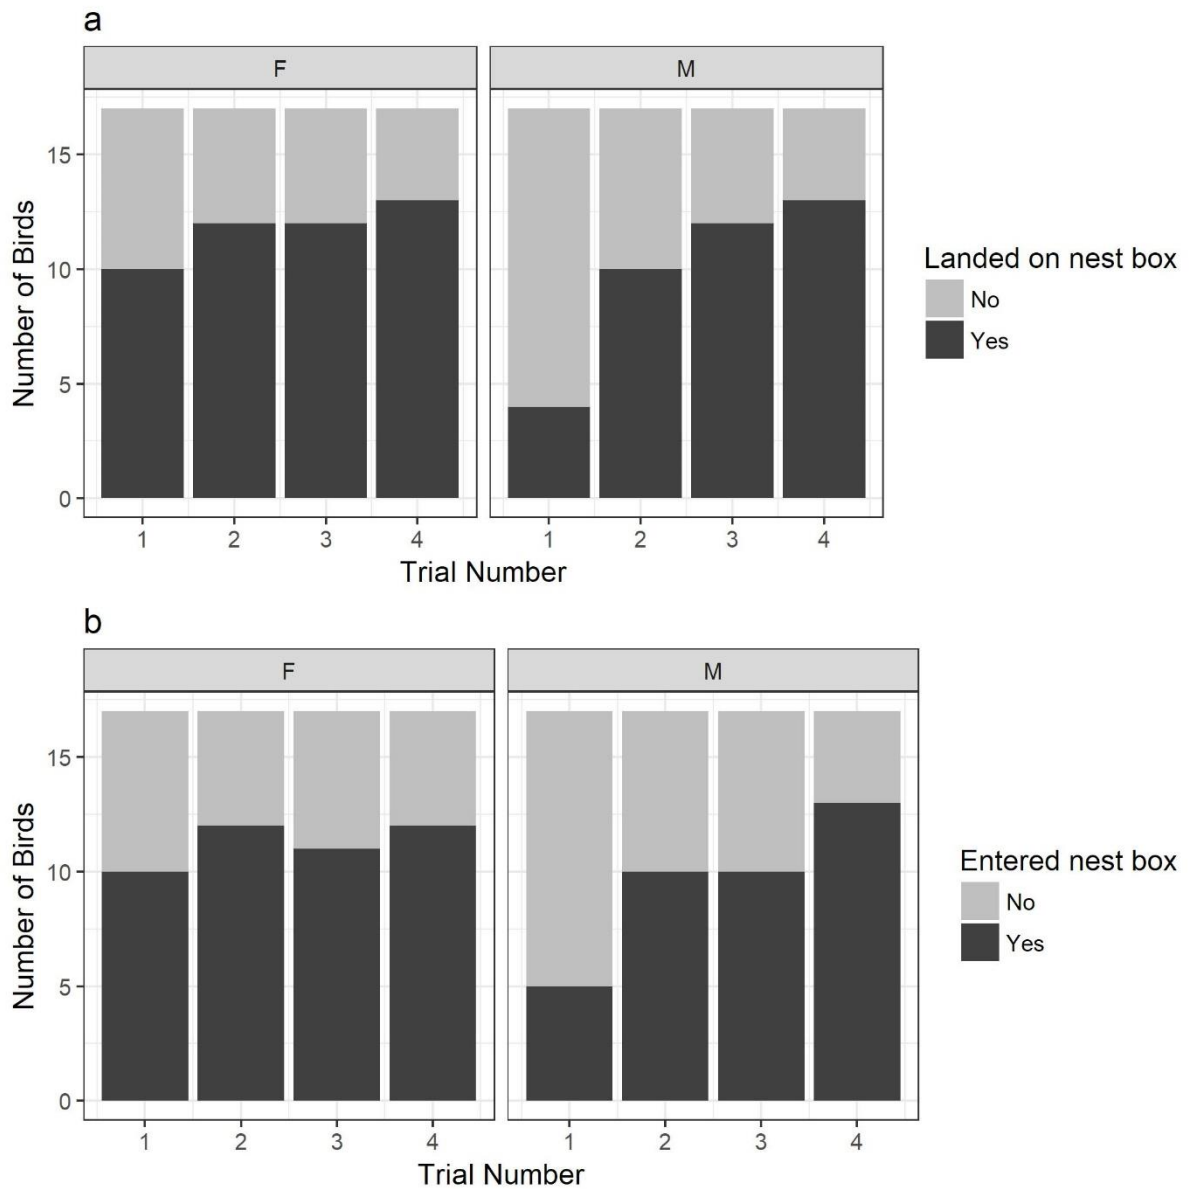 a
F M
15
10
5
0
Number of Birds
1 2 3 4 1 2 3 4
Trial Number
Landed on nest box
No
Yes
b
F M
15
10
5
0
Number of Birds
1 2 3 4 1 2 3 4
Trial Number
Entered nest box
No
Yes